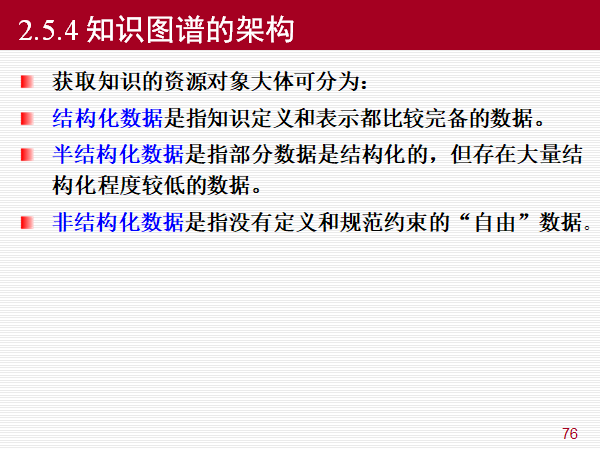 2.5.4 知识图谱的架构
获取知识的资源对象大体可分为：
结构化数据是指知识定义和表示都比较完备的数据。
半结构化数据是指部分数据是结构化的，但存在大量结
构化程度较低的数据。
非结构化数据是指没有定义和规范约束的“自由”数据。
76